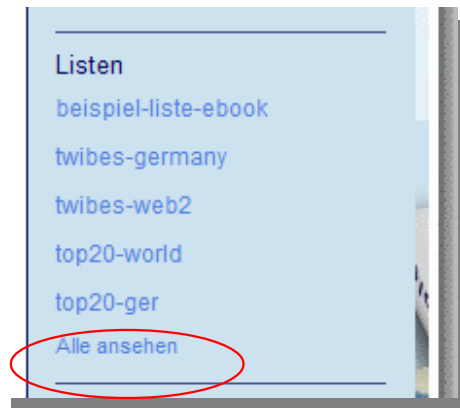 Listen
beispiel-liste-ebook
twibes-germany
twibes-web2
top20-world
top20-ger
Alle ansehen